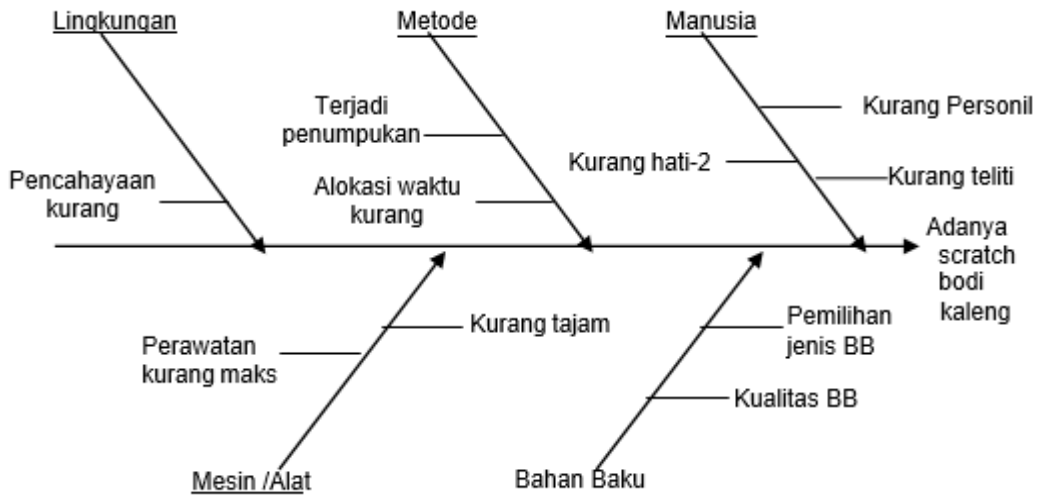 Lingkungan
Metode
Manusia
Terjadi
penumpukan
Kurang Personil
Kurang hati-2
Pencahayaan
kurang
Alokasi waktu
kurang
Kurang teliti
Adanya
scratch
bodi
kaleng
Kurang tajam
Perawatan
kurang maks
Pemilihan
jenis BB
Kualitas BB
Mesin /Alat
Bahan Baku